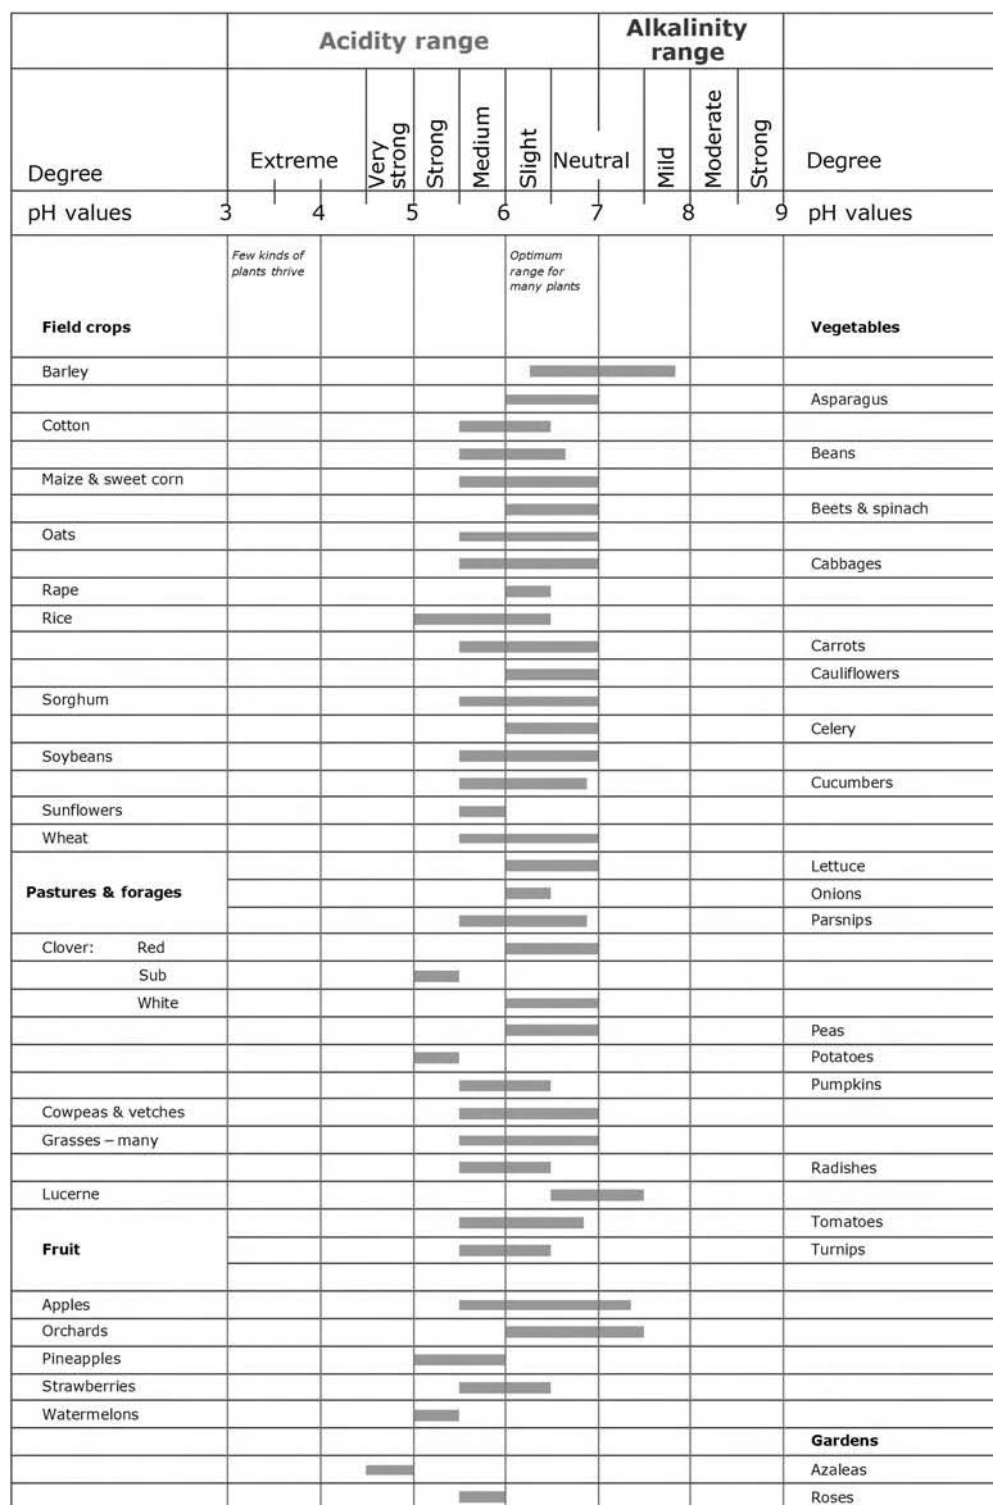 Acidity range
Alkalinity
range
Degree
Extreme
Very
strong
Strong
Medium
Slight
Neutral
Mild
Moderate
Strong
Degree
pH values 3 4 5 6 7 8 9 pH values
Few kinds of
plants thrive
Optimum
range for
many plants
Field crops
Vegetables
Barley
Asparagus
Cotton
Beans
Maize & sweet corn
Beets & spinach
Oats
Cabbages
Rape
Rice
Carrots
Cauliflowers
Sorghum
Celery
Soybeans
Cucumbers
Sunflowers
Wheat
Lettuce
Pastures & forages
Onions
Parsnips
Clover: Red
Sub
White
Peas
Potatoes
Pumpkins
Cowpeas & vetches
Grasses – many
Radishes
Lucerne
Tomatoes
Fruit
Turnips
Apples
Orchards
Pineapples
Strawberries
Watermelons
Gardens
Azaleas
Roses